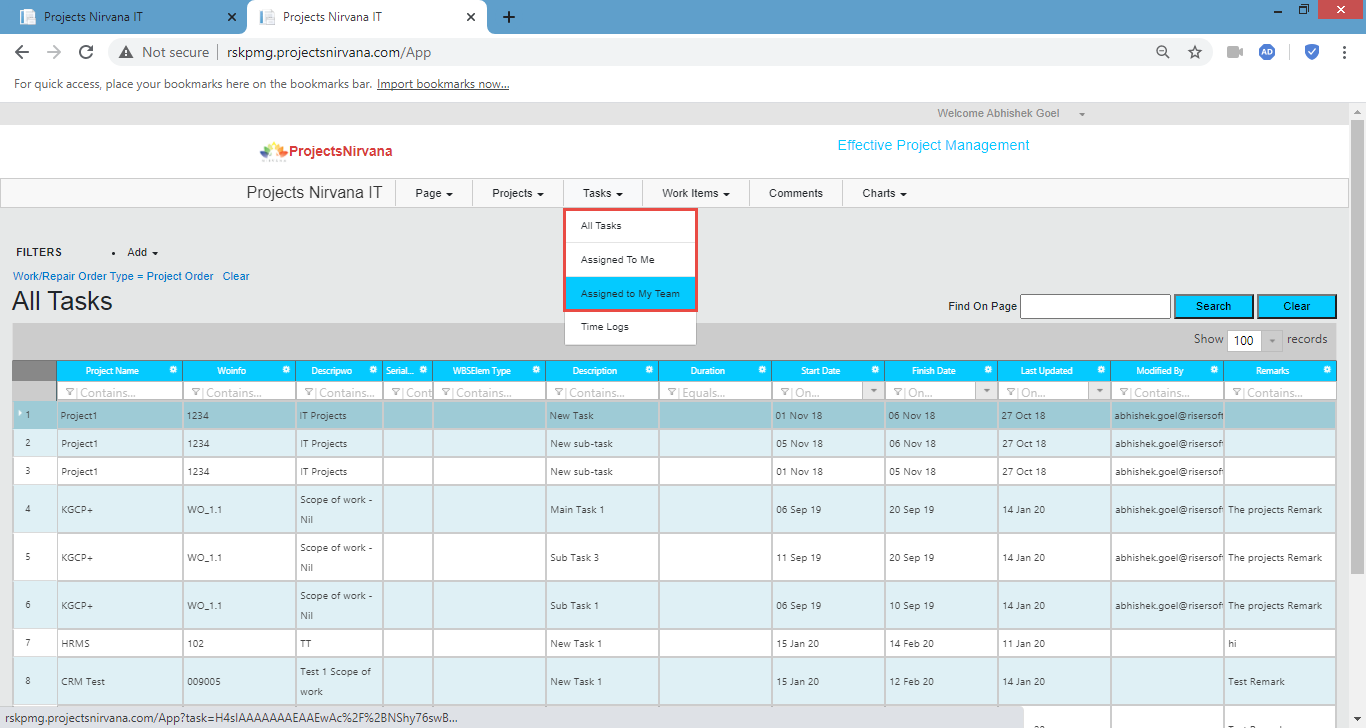 Projects Nirvana IT
Projects Nirvana IT
Not secure rskpmg.projectsnirvana.com/App
AD
For quick access, place your bookmarks here on the bookmarks bar. Import bookmarks now...
Welcome Abhishek Goel
ProjectsNirvana
Effective Project Management
Projects Nirvana IT Page Projects Tasks Work Items Comments Charts
All Tasks
Assigned To Me
Assigned to My Team
Time Logs
FILTERS Add
Work/Repair Order Type = Project Order Clear
All Tasks
Find On Page Search Clear
Show 100 records
Project Name Woinfo Descripwo Serial... WBSElem Type Description Duration Start Date Finish Date Last Updated Modified By Remarks
Contains... Contains... Contains... Cont Contains... Contains... Equals... On... On... On... Contains... Contains...
1 Project1 1234 IT Projects New Task 01 Nov 18 06 Nov 18 27 Oct 18 abhishek.goel@risersof
2 Project1 1234 IT Projects New sub-task 05 Nov 18 06 Nov 18 27 Oct 18 abhishek.goel@risersof
3 Project1 1234 IT Projects New sub-task 01 Nov 18 05 Nov 18 27 Oct 18 abhishek.goel@risersof
4 KGCP+ WO_1.1 Scope of work - Nil Main Task 1 06 Sep 19 20 Sep 19 14 Jan 20 abhishek.goel@risersof The projects Remark
5 KGCP+ WO_1.1 Scope of work - Nil Sub Task 3 11 Sep 19 20 Sep 19 14 Jan 20 abhishek.goel@risersof The projects Remark
6 KGCP+ WO_1.1 Scope of work - Nil Sub Task 1 06 Sep 19 10 Sep 19 14 Jan 20 abhishek.goel@risersof The projects Remark
7 HRMS 102 TT New Task 1 15 Jan 20 14 Feb 20 11 Jan 20 hi
8 CRM Test 009005 Test 1 Scope of work New Task 1 15 Jan 20 12 Feb 20 14 Jan 20 Test Remark
rskpmg.projectsnirvana.com/App?task=H4sIAAAAAAAEAAEwAc%2F%2BNShy76swB...